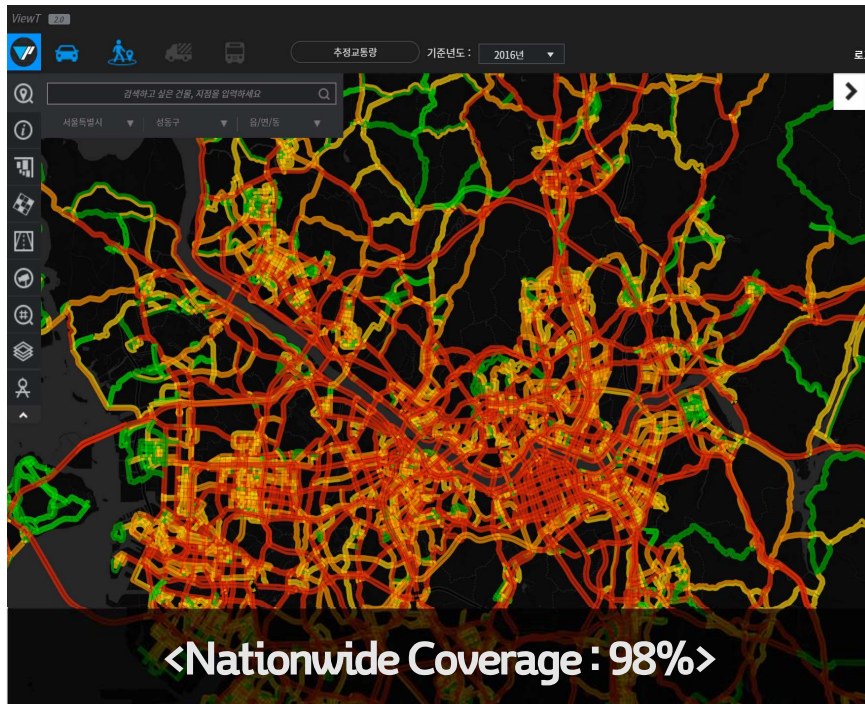 ViewT 2.0
추정교통량 기준년도 : 2016년 ▼
로
검색하고 싶은 건물, 지점을 입력하세요
서울특별시 ▼ 성동구 ▼ 읍/면/동 ▼
<Nationwide Coverage : 98%>